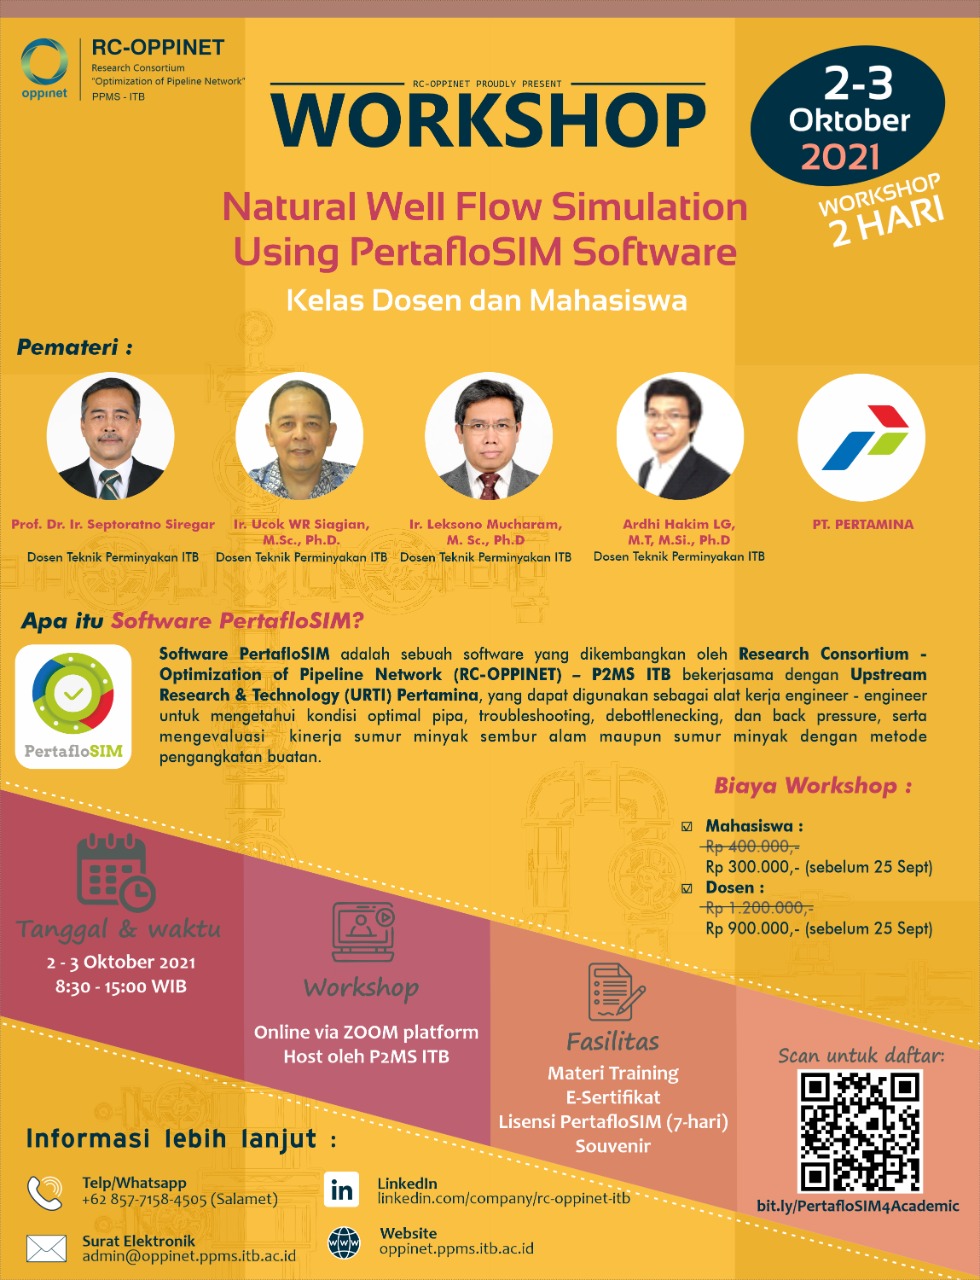 RC-OPPINET
Research Consortium
"Optimization of Pipeline Network"
PPMS - ITB
oppinet
RC-OPPINET PROUDLY PRESENT
WORKSHOP
2-3
Oktober
2021
WORKSHOP
2 HARI
Natural Well Flow Simulation
Using PertafloSIM Software
Kelas Dosen dan Mahasiswa
Pemateri :
Prof. Dr. Ir. Septoratno Siregar
Dosen Teknik Perminyakan ITB
Ir. Ucok WR Siagian,
M.Sc., Ph.D.
Dosen Teknik Perminyakan ITB
Ir. Leksono Mucharam,
M. Sc., Ph.D
Dosen Teknik Perminyakan ITB
Ardhi Hakim LG,
M.T, M.Si., Ph.D
Dosen Teknik Perminyakan ITB
PT. PERTAMINA
Apa itu Software PertafloSIM?
PertafloSIM
Software PertafloSIM adalah sebuah software yang dikembangkan oleh Research Consortium -
Optimization of Pipeline Network (RC-OPPINET) – P2MS ITB bekerjasama dengan Upstream
Research & Technology (URTI) Pertamina, yang dapat digunakan sebagai alat kerja engineer - engineer
untuk mengetahui kondisi optimal pipa, troubleshooting, debottlenecking, dan back pressure, serta
mengevaluasi kinerja sumur minyak sembur alam maupun sumur minyak dengan metode
pengangkatan buatan.
Biaya Workshop :
Mahasiswa :
Rp 400.000,-
Rp 300.000,- (sebelum 25 Sept)
Dosen :
Rp 1.200.000,-
Rp 900.000,- (sebelum 25 Sept)
Tanggal & waktu
2 - 3 Oktober 2021
8:30 - 15:00 WIB
Workshop
Online via ZOOM platform
Host oleh P2MS ITB
Fasilitas
Materi Training
E-Sertifikat
Lisensi PertafloSIM (7-hari)
Souvenir
Scan untuk daftar:
bit.ly/PertafloSIM4Academic
Informasi lebih lanjut :
Telp/Whatsapp
+62 857-7158-4505 (Salamet)
in
LinkedIn
linkedin.com/company/rc-oppinet-itb
Surat Elektronik
admin@oppinet.ppms.itb.ac.id
WWW
Website
oppinet.ppms.itb.ac.id